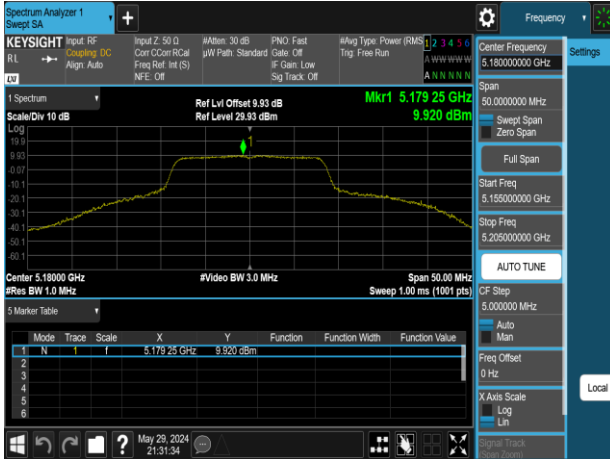 Spectrum Analyzer 1
Swept SA
+
Frequency
KEYSIGHT
RL
Input: RF
Coupling: DC
Align: Auto
Input Z: 50 Ω
Corr CCorr RCal
Freq Ref: Int (S)
NFE: Off
#Atten: 30 dB
µW Path: Standard
PNO: Fast
Gate: Off
IF Gain: Low
Sig Track: Off
#Avg Type: Power (RMS
Trig: Free Run
1 2 3 4 5 6
A WW WW W
A N N N N N
1 Spectrum
Scale/Div 10 dB
Log
Ref Lvl Offset 9.93 dB
Ref Level 29.93 dBm
Mkr1 5.179 25 GHz
9.920 dBm
1
19.9
9.93
-0.07
-10.1
-20.1
-30.1
-40.1
-50.1
-60.1
Center 5.18000 GHz
#Res BW 1.0 MHz
#Video BW 3.0 MHz
Span 50.00 MHz
Sweep 1.00 ms (1001 pts)
5 Marker Table
Mode Trace Scale X Y Function Function Width Function Value
1 N 1 f 5.179 25 GHz 9.920 dBm
2
3
4
5
6
?
May 29, 2024
21:31:34
Center Frequency
5.180000000 GHz
Settings
Span
50.0000000 MHz
Swept Span
Zero Span
Full Span
Start Freq
5.155000000 GHz
Stop Freq
5.205000000 GHz
AUTO TUNE
CF Step
5.000000 MHz
Auto
Man
Freq Offset
0 Hz
X Axis Scale
Log
Lin
Local
Signal Track
(Span Zoom)